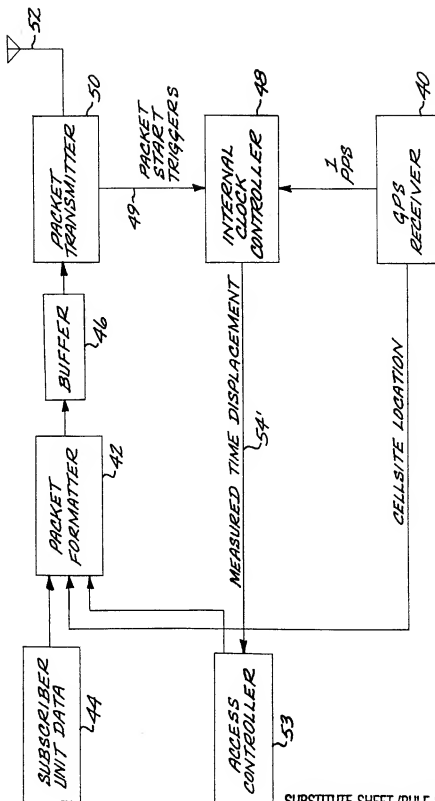 52
50
PACKET
TRANSMITTER
PACKET
START
TRIGGERS
49
48
INTERNAL
CLOCK
CONTROLLER
1
PPS
40
GPS
RECEIVER
BUFFER
46
PACKET
FORMATTER
42
MEASURED TIME DISPLACEMENT
54'
CELLSITE LOCATION
SUBSCRIBER
UNIT DATA
44
ACCESS
CONTROLLER
53
SUBSTITUTE SHEET (RULE